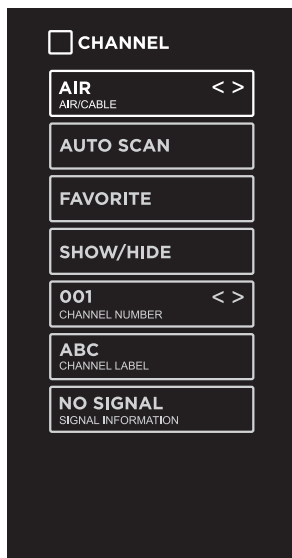 CHANNEL
AIR < >
AIR/CABLE
AUTO SCAN
FAVORITE
SHOW/HIDE
001 < >
CHANNEL NUMBER
ABC
CHANNEL LABEL
NO SIGNAL
SIGNAL INFORMATION